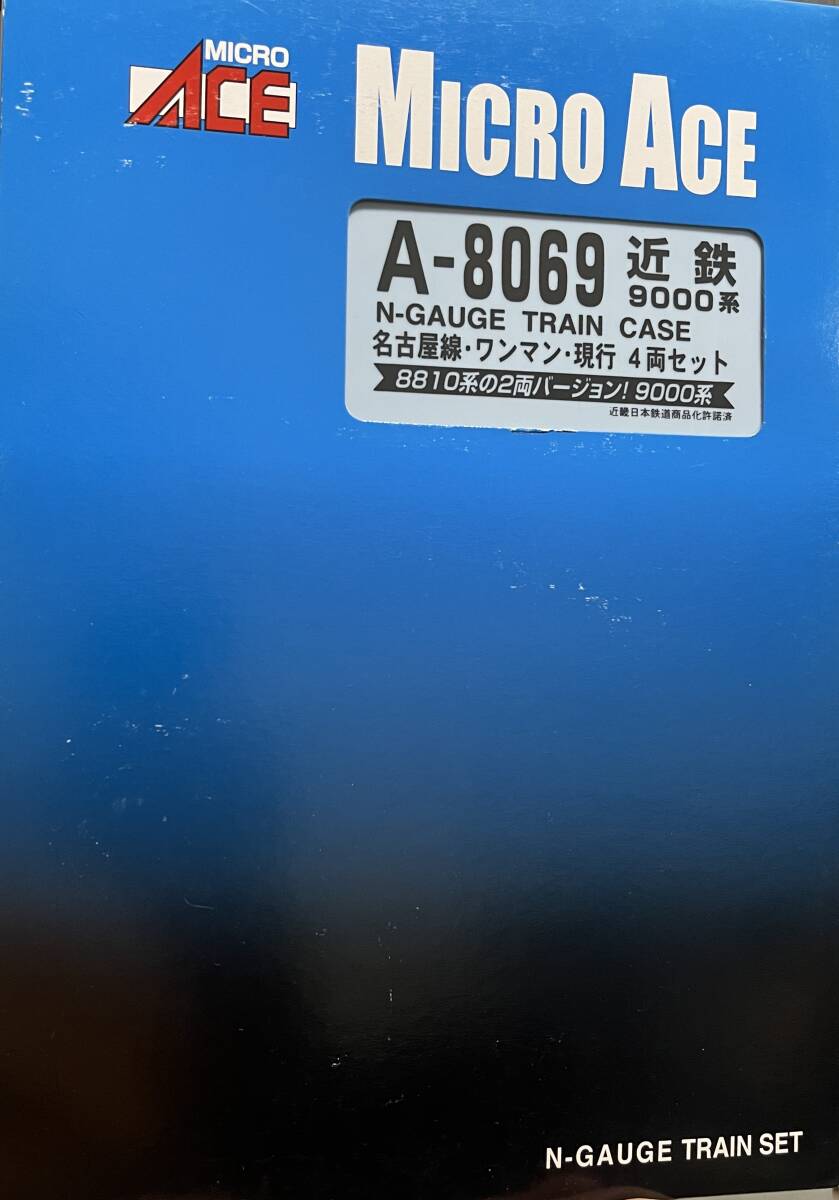 MICRO
ACE
MICRO ACE
A-8069 近鉄
9000系
N-GAUGE TRAIN CASE
名古屋線・ワンマン・現行 4両セット
8810系の2両バージョン! 9000系
近畿日本鉄道商品化許諾済
N-GAUGE TRAIN SET